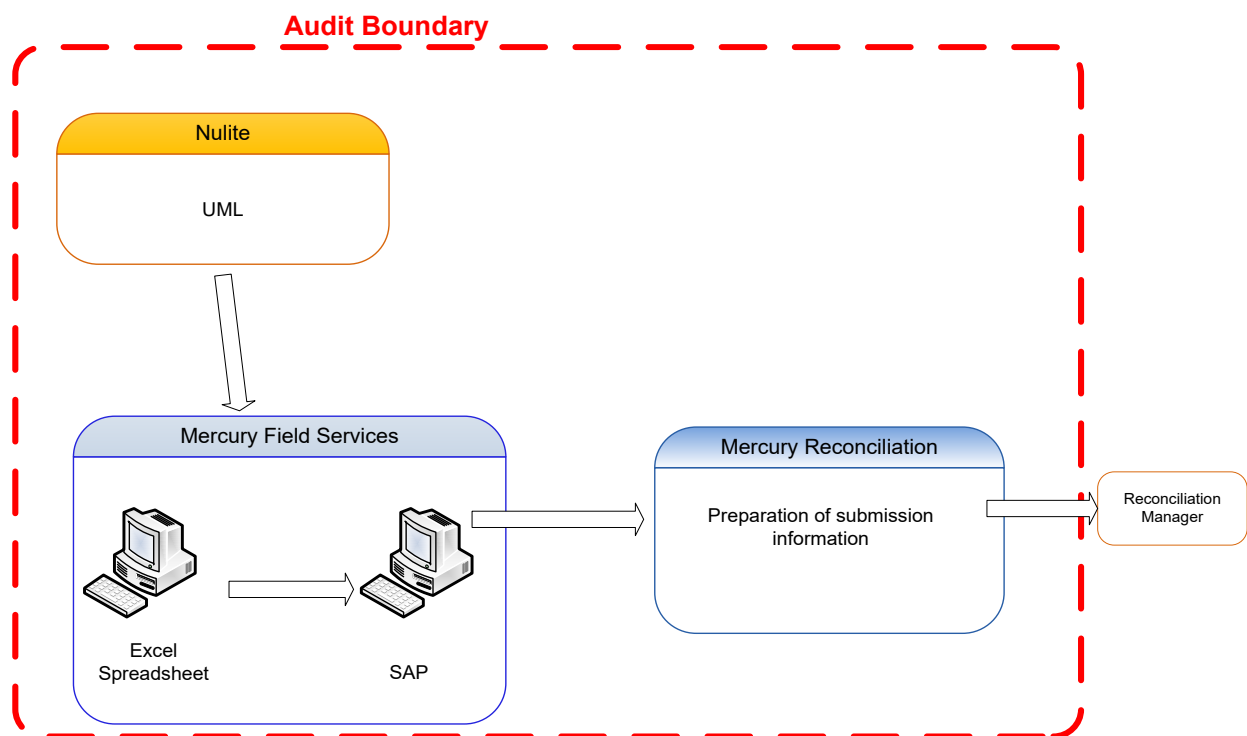 Audit Boundary
Nulite
UML
Mercury Field Services
Excel
Spreadsheet
SAP
Mercury Reconciliation
Preparation of submission
information
Reconciliation
Manager